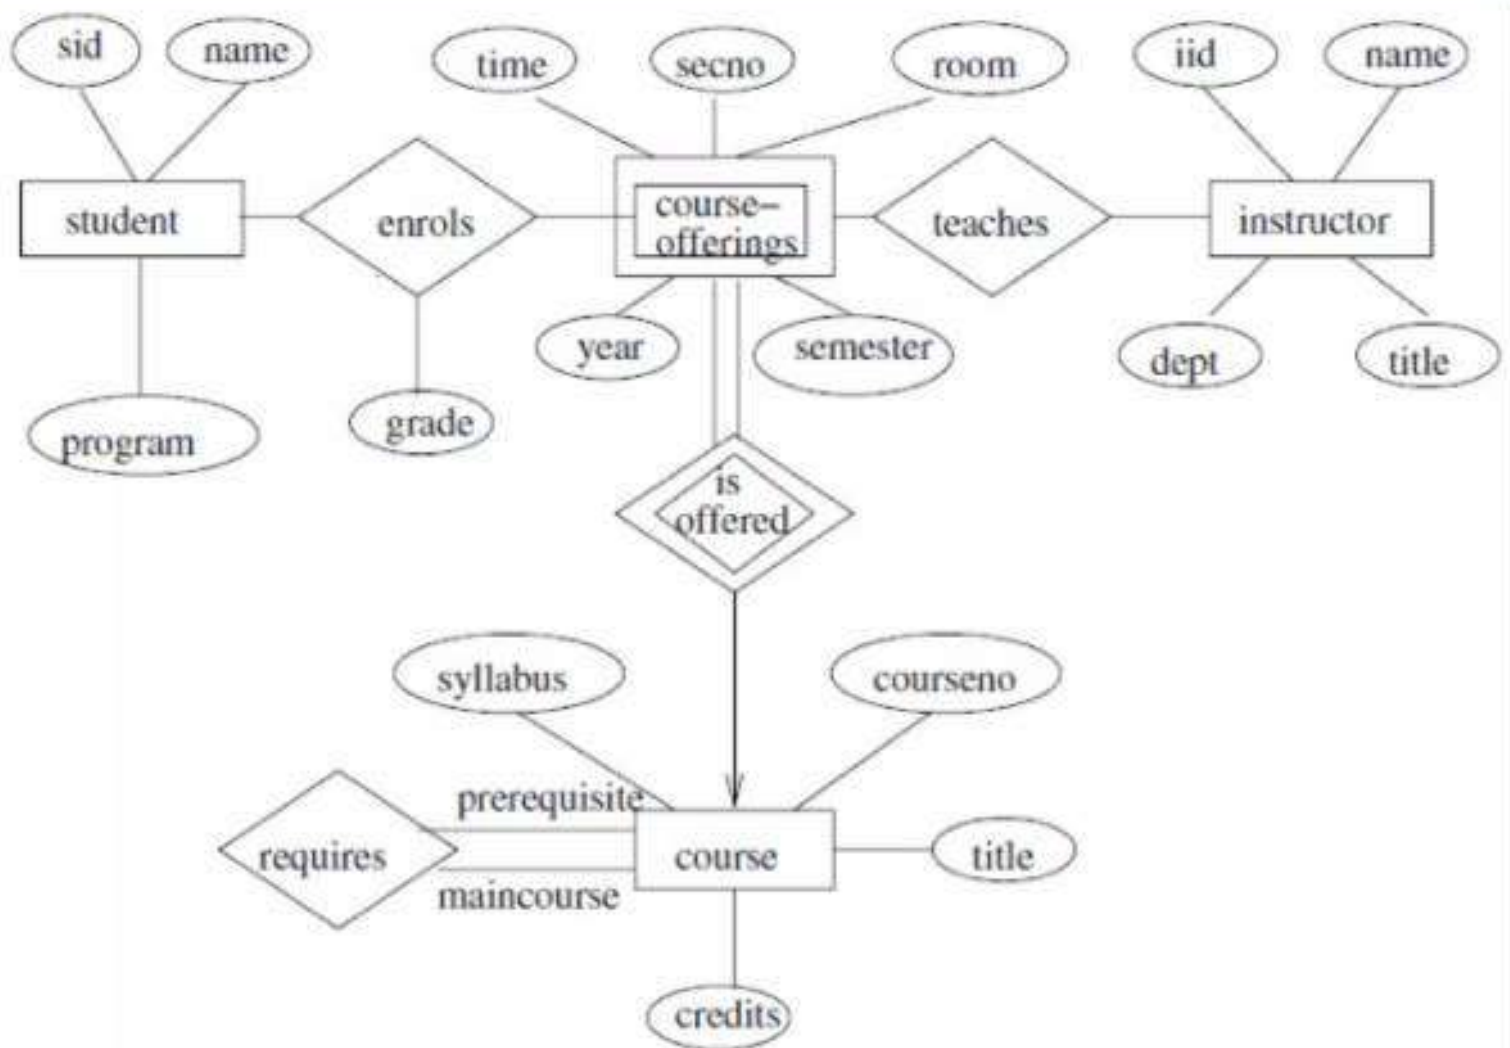 sid
name
time
secno
room
iid
name
student
enrols
course–
offerings
teaches
instructor
year
semester
dept
title
program
grade
is
offered
syllabus
courseno
prerequisite
requires
course
title
maincourse
credits